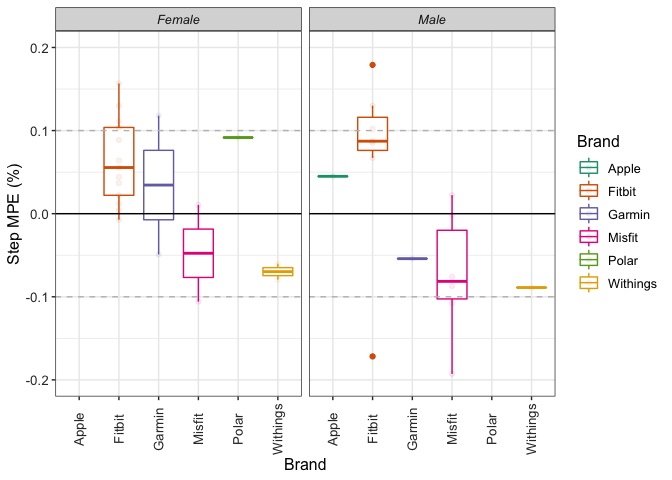 Female
Male
Step MPE (%)
0.2
0.1
0.0
-0.1
-0.2
Apple
Fitbit
Garmin
Misfit
Polar
Withings
Apple
Fitbit
Garmin
Misfit
Polar
Withings
Brand
Brand
Apple
Fitbit
Garmin
Misfit
Polar
Withings